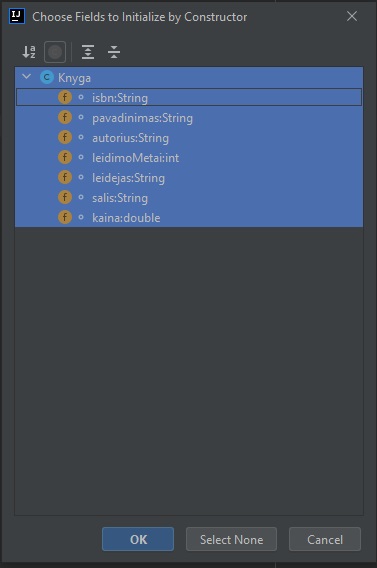 IJ Choose Fields to Initialize by Constructor
a z
C Knyga
f isbn:String
f pavadinimas:String
f autorius:String
f leidimoMetai:int
f leidejas:String
f salis:String
f kaina:double
OK Select None Cancel